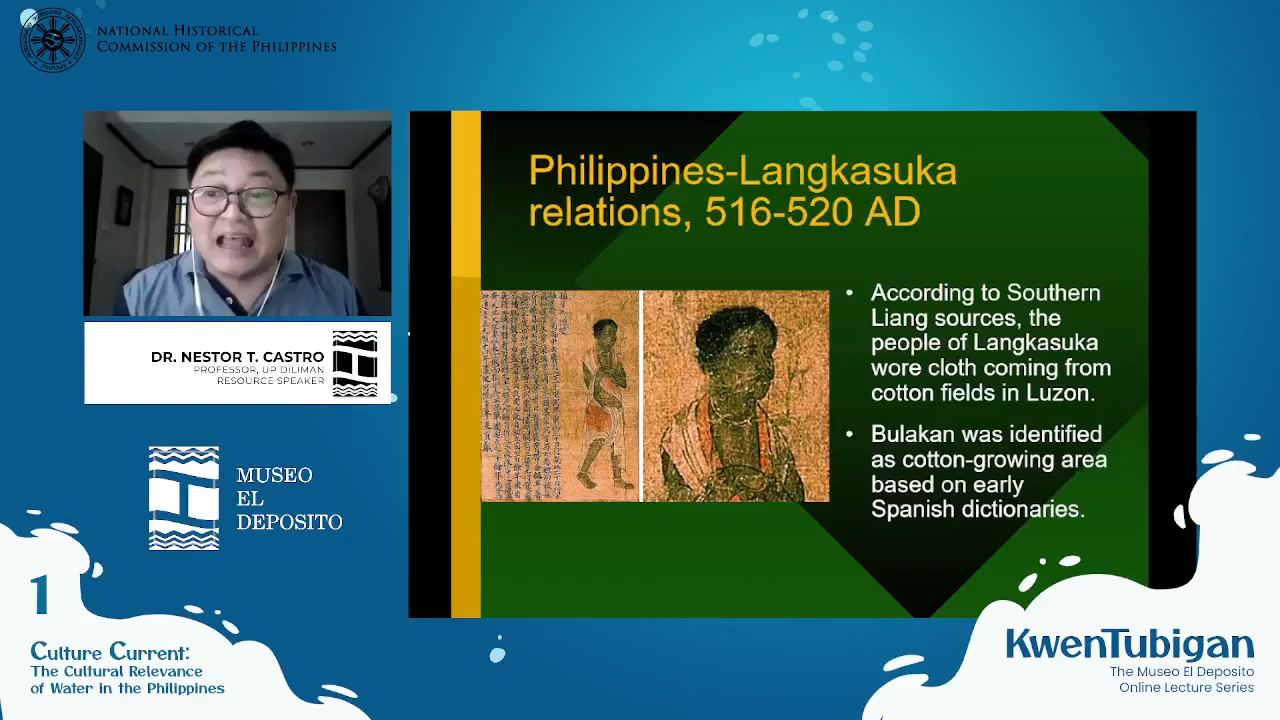 NATIONAL HISTORICAL
COMMISSION OF THE PHILIPPINES
DR. NESTOR T. CASTRO
PROFESSOR, UP DILIMAN
RESOURCE SPEAKER
MUSEO
EL
DEPOSITO
1
Culture Current:
The Cultural Relevance
of Water in the Philippines
Philippines-Langkasuka
relations, 516-520 AD
• According to Southern
Liang sources, the
people of Langkasuka
wore cloth coming from
cotton fields in Luzon.
• Bulakan was identified
as cotton-growing area
based on early
Spanish dictionaries.
KwenTubigan
The Museo El Deposito
Online Lecture Series